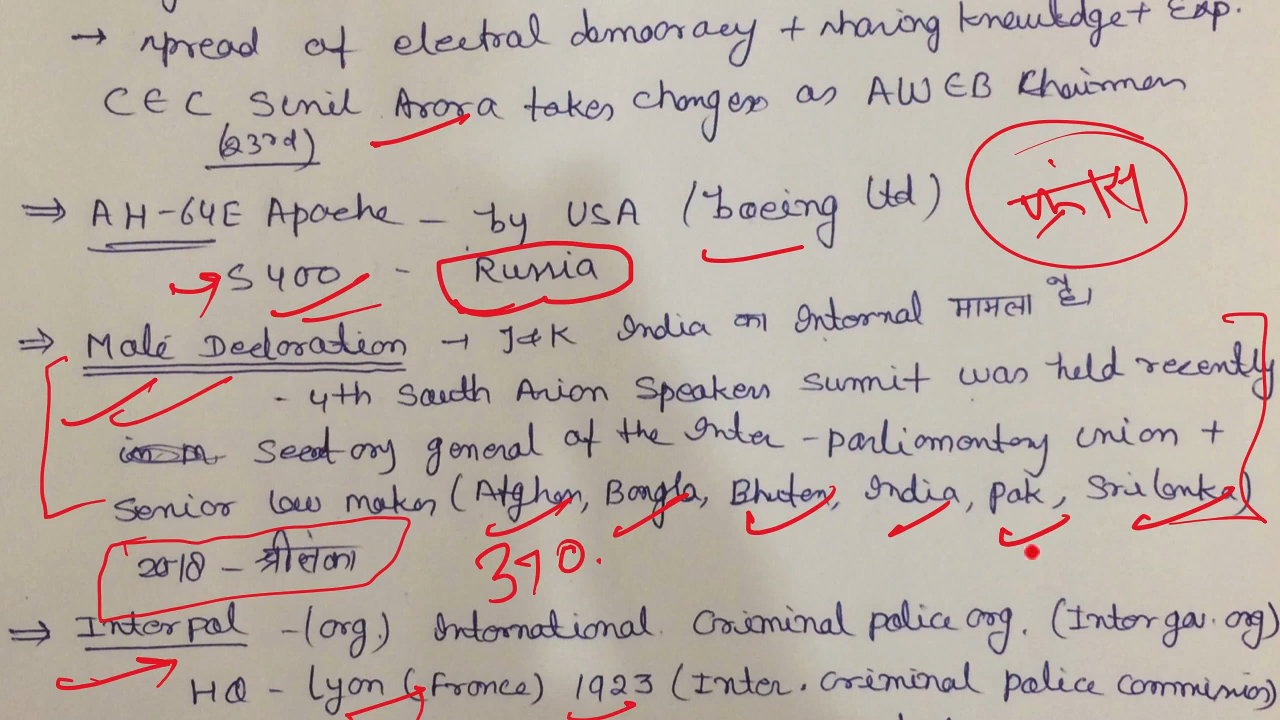 → spread of electral democracy + sharing knowledge + Exp.
CEC Sunil Arora takes charges as AWEB Chairman
(23rd)
⇒ AH-64E Apache - by USA (boeing Ltd)
फ्रांस
→ S 400 - Russia
⇒ Malé Decloration → J&K India का Internal मामला है।
- 4th South Asian Speakers summit was held recently
secretary general of the Inter-parliamentary union +
Senior law maker (Afghan, Bangla, Bhutan, India, Pak, Srilanka)
2018 - श्रीलंका
370.
⇒ Interpol - (org.) International Criminal police org. (Inter gov. org)
HQ - Lyon (France) 1923 (Inter. criminal police commission)